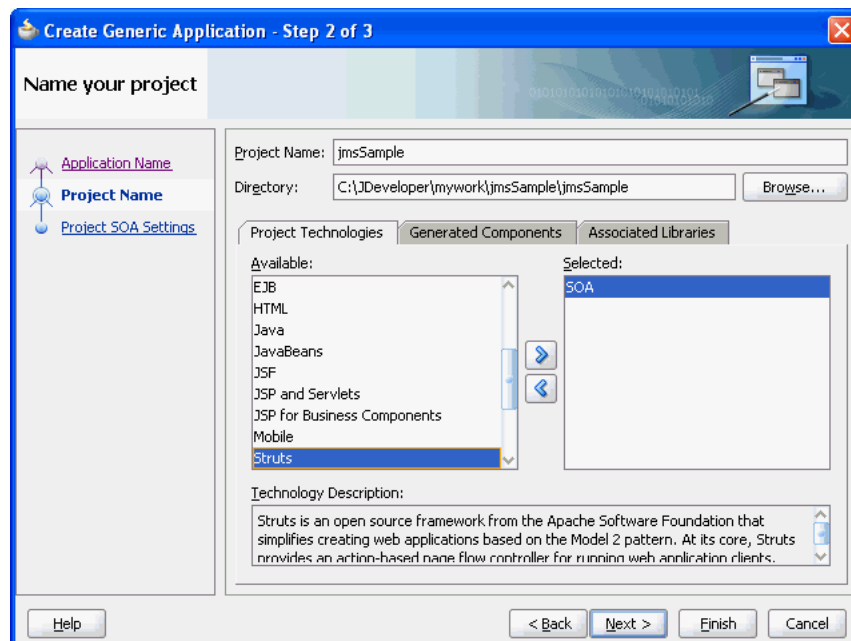 Create Generic Application - Step 2 of 3
Name your project
Application Name
Project Name
Project SOA Settings
Project Name: jmsSample
Directory: C:\JDeveloper\mywork\jmsSample\jmsSample Browse...
Project Technologies Generated Components Associated Libraries
Available: Selected:
EJB SOA
HTML
Java
JavaBeans
JSF
JSP and Servlets
JSP for Business Components
Mobile
Struts
Technology Description:
Struts is an open source framework from the Apache Software Foundation that
simplifies creating web applications based on the Model 2 pattern. At its core, Struts
provides an action-based page flow controller for running web application clients.
Help < Back Next > Finish Cancel